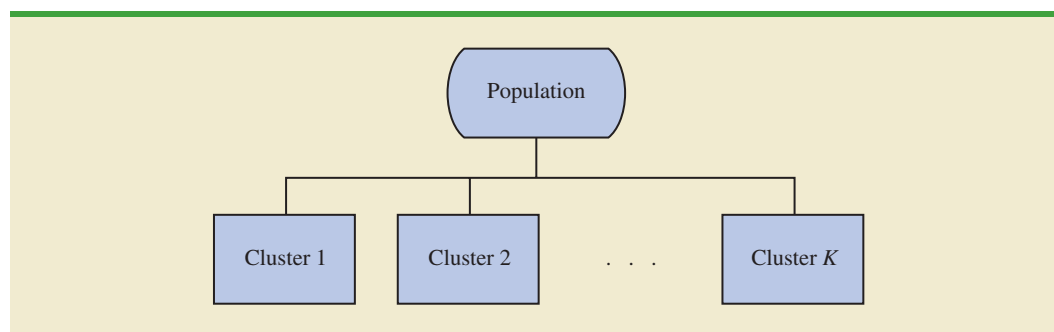 Population
Cluster 1
Cluster 2
. . .
Cluster K